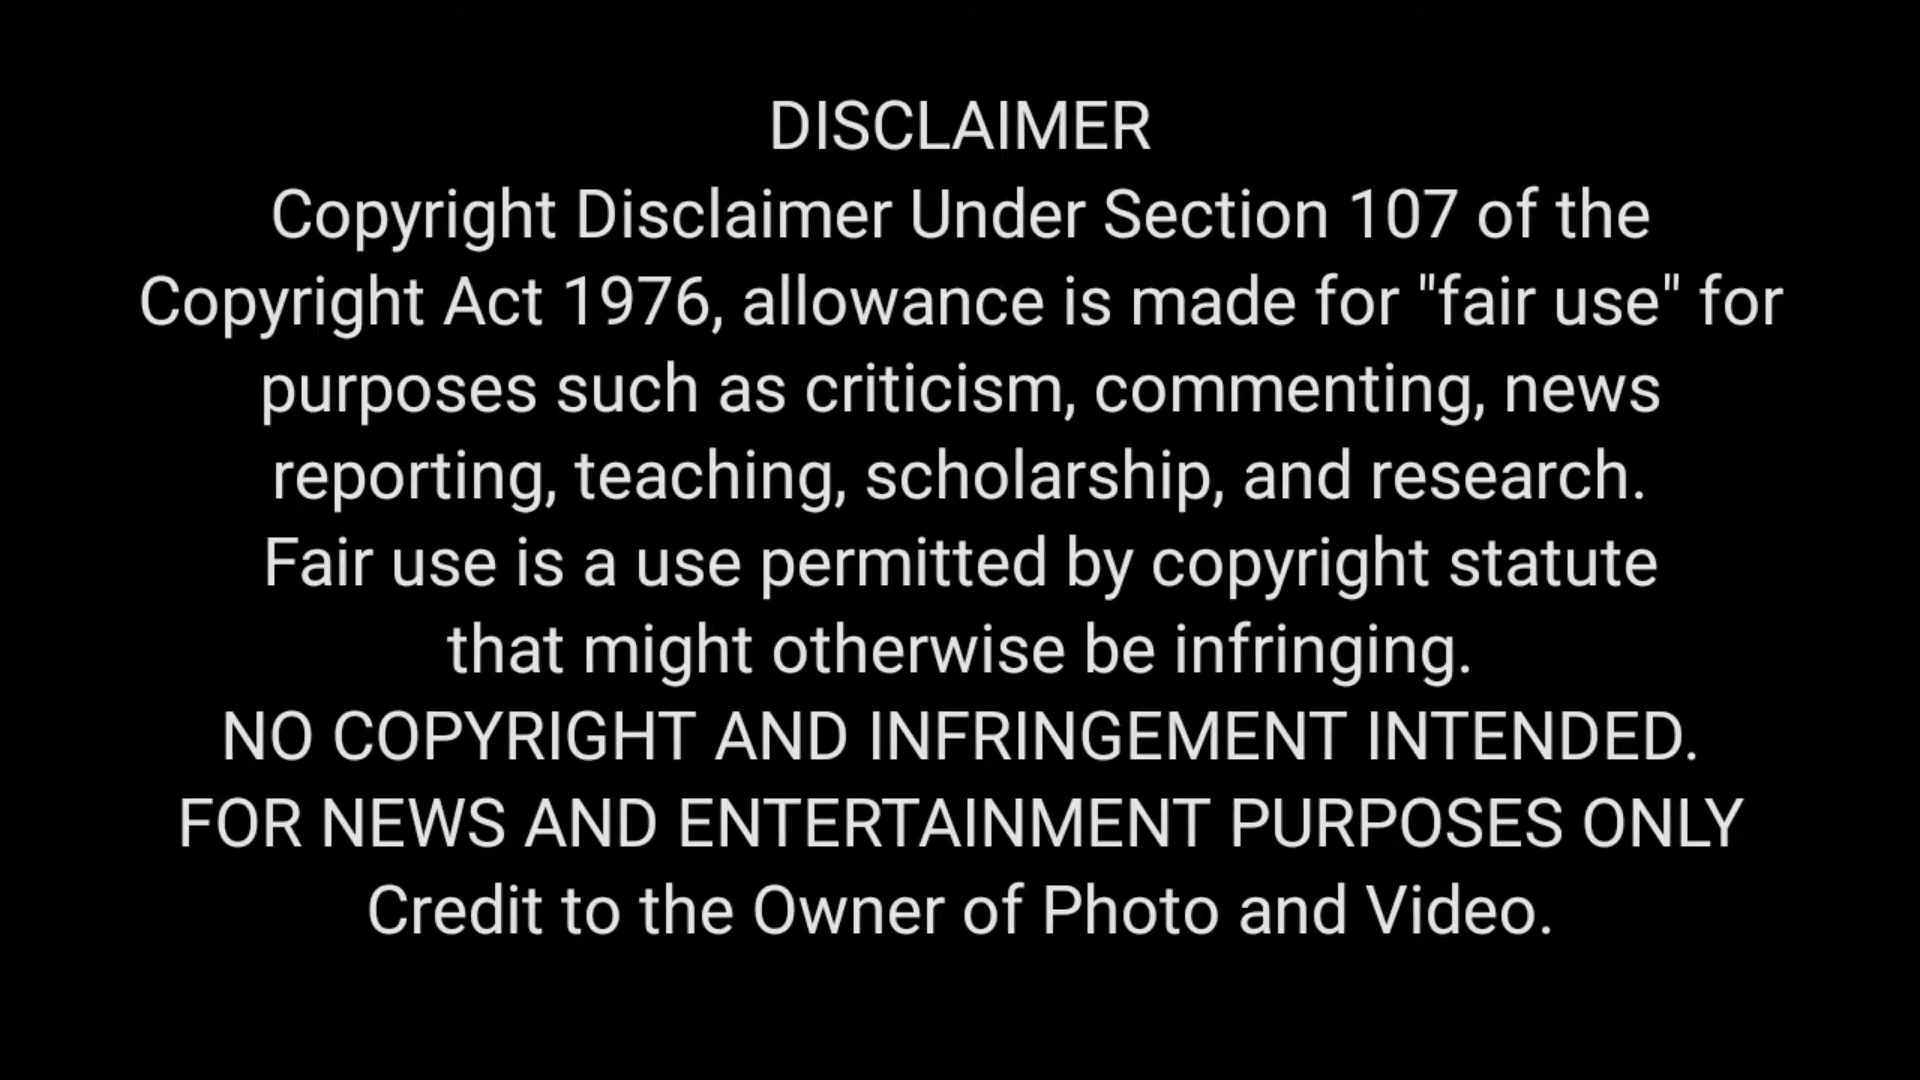 DISCLAIMER
Copyright Disclaimer Under Section 107 of the
Copyright Act 1976, allowance is made for "fair use" for
purposes such as criticism, commenting, news
reporting, teaching, scholarship, and research.
Fair use is a use permitted by copyright statute
that might otherwise be infringing.
NO COPYRIGHT AND INFRINGEMENT INTENDED.
FOR NEWS AND ENTERTAINMENT PURPOSES ONLY
Credit to the Owner of Photo and Video.